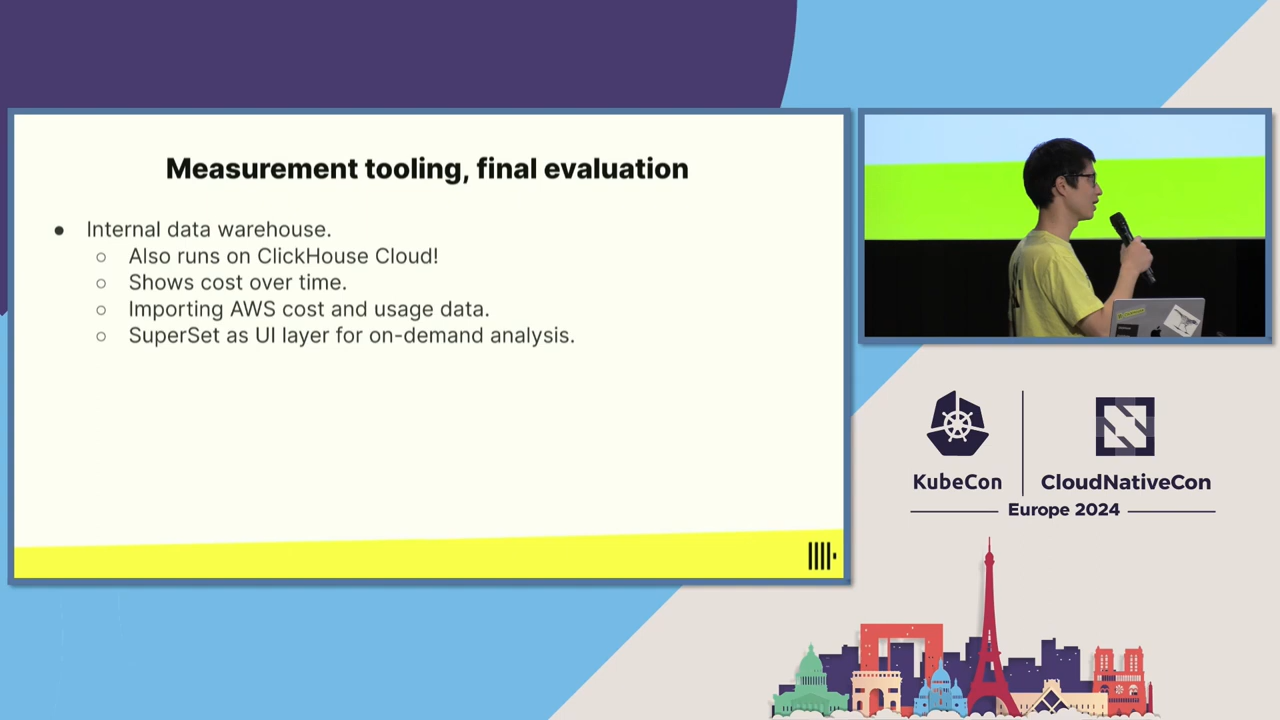 Measurement tooling, final evaluation
● Internal data warehouse.
○ Also runs on ClickHouse Cloud!
○ Shows cost over time.
○ Importing AWS cost and usage data.
○ SuperSet as UI layer for on-demand analysis.
KubeCon
CloudNativeCon
Europe 2024